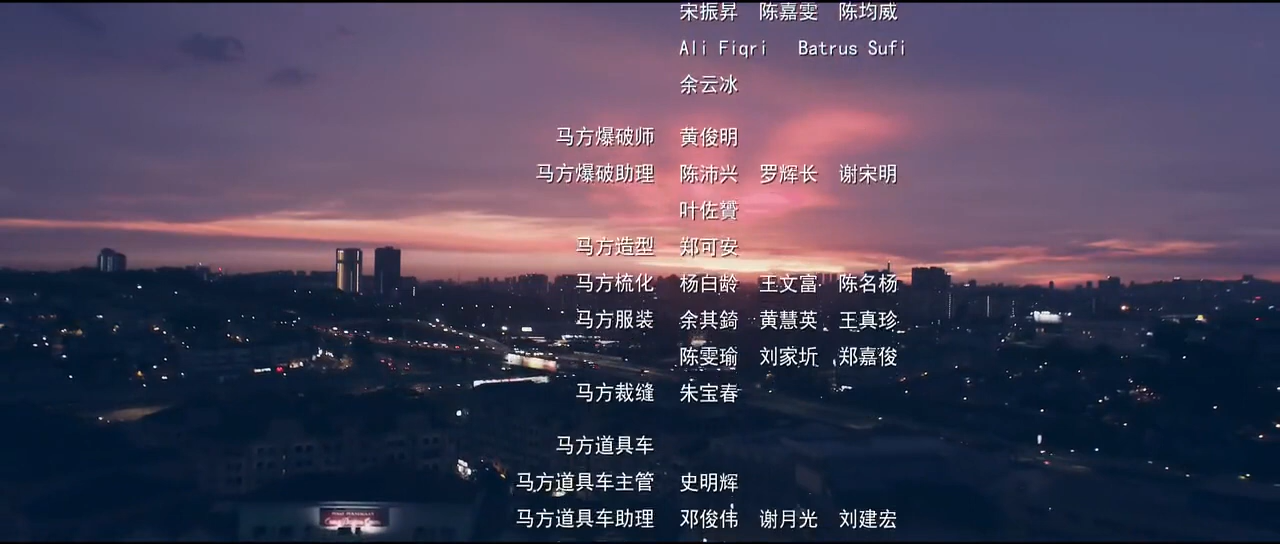 宋振昇 陈嘉雯 陈均威
Ali Fiqri Batrus Sufi
余云冰
马方爆破师 黄俊明
马方爆破助理 陈沛兴 罗辉长 谢宋明
叶佐贇
马方造型 郑可安
马方梳化 杨白龄 王文富 陈名杨
马方服装 余其錡 黄慧英 王真珍
陈雯瑜 刘家圻 郑嘉俊
马方裁缝 朱宝春
马方道具车
马方道具车主管 史明辉
马方道具车助理 邓俊伟 谢月光 刘建宏